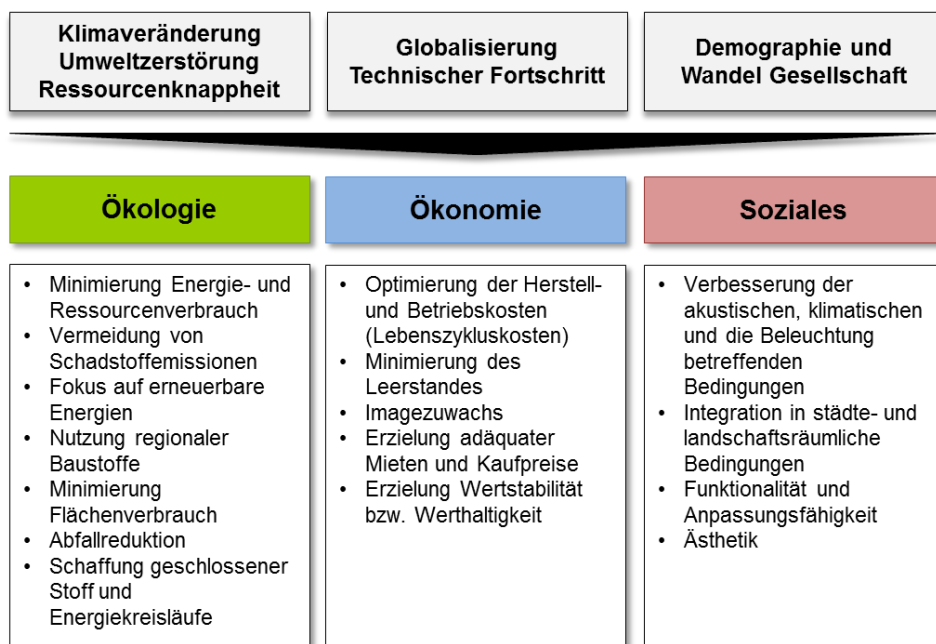 Klimaveränderung
Umweltzerstörung
Ressourcenknappheit
Globalisierung
Technischer Fortschritt
Demographie und
Wandel Gesellschaft
Ökologie
Ökonomie
Soziales
• Minimierung Energie- und
Ressourcenverbrauch
• Vermeidung von
Schadstoffemissionen
• Fokus auf erneuerbare
Energien
• Nutzung regionaler
Baustoffe
• Minimierung
Flächenverbrauch
• Abfallreduktion
• Schaffung geschlossener
Stoff und
Energiekreisläufe
• Optimierung der Herstell-
und Betriebskosten
(Lebenszykluskosten)
• Minimierung des
Leerstandes
• Imagezuwachs
• Erzielung adäquater
Mieten und Kaufpreise
• Erzielung Wertstabilität
bzw. Werthaltigkeit
• Verbesserung der
akustischen, klimatischen
und die Beleuchtung
betreffenden
Bedingungen
• Integration in städte- und
landschaftsräumliche
Bedingungen
• Funktionalität und
Anpassungsfähigkeit
• Ästhetik